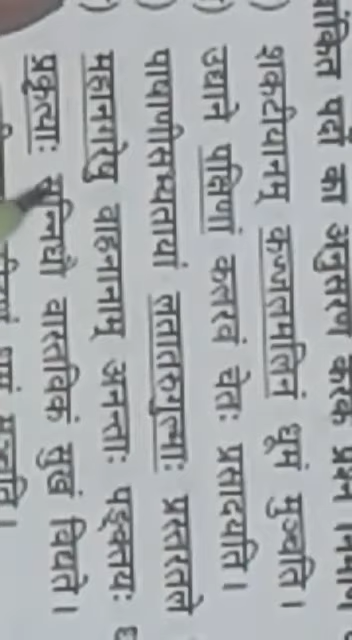 पदों का अनुसरण करके प्रश्न निर्माण
शकटीयानम् कज्जलमलिनं धूमं मुञ्चति।
उद्याने पक्षिणां कलरवं चेतः प्रसादयति।
पाषाणीसभ्यतायां लतातरुगुल्माः प्रस्तरतले
महानगरेषु वाहनानाम् अनन्ताः पङ्क्तयः
प्रकृत्याः सन्निधौ वास्तविकं सुखं विद्यते।